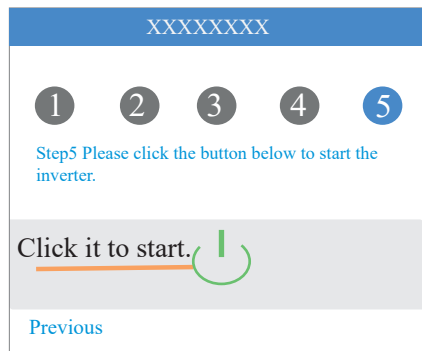 XXXXXXXX
1 2 3 4 5
Step5 Please click the button below to start the
inverter.
Click it to start.
Previous